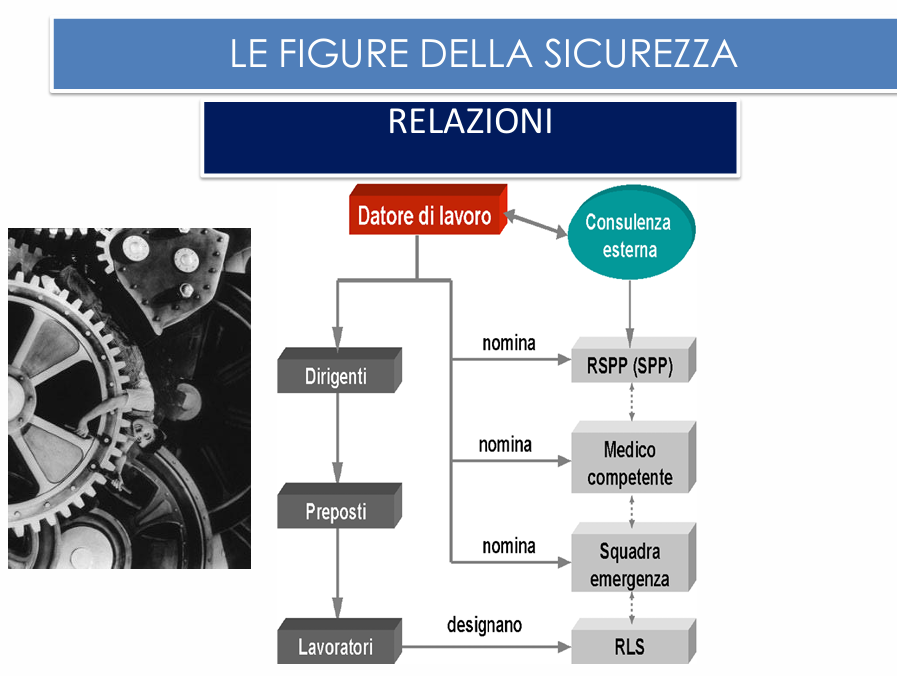 LE FIGURE DELLA SICUREZZA
RELAZIONI
Datore di lavoro
Consulenza
esterna
nomina
RSPP (SPP)
Dirigenti
nomina
Medico
competente
Preposti
nomina
Squadra
emergenza
designano
Lavoratori
RLS